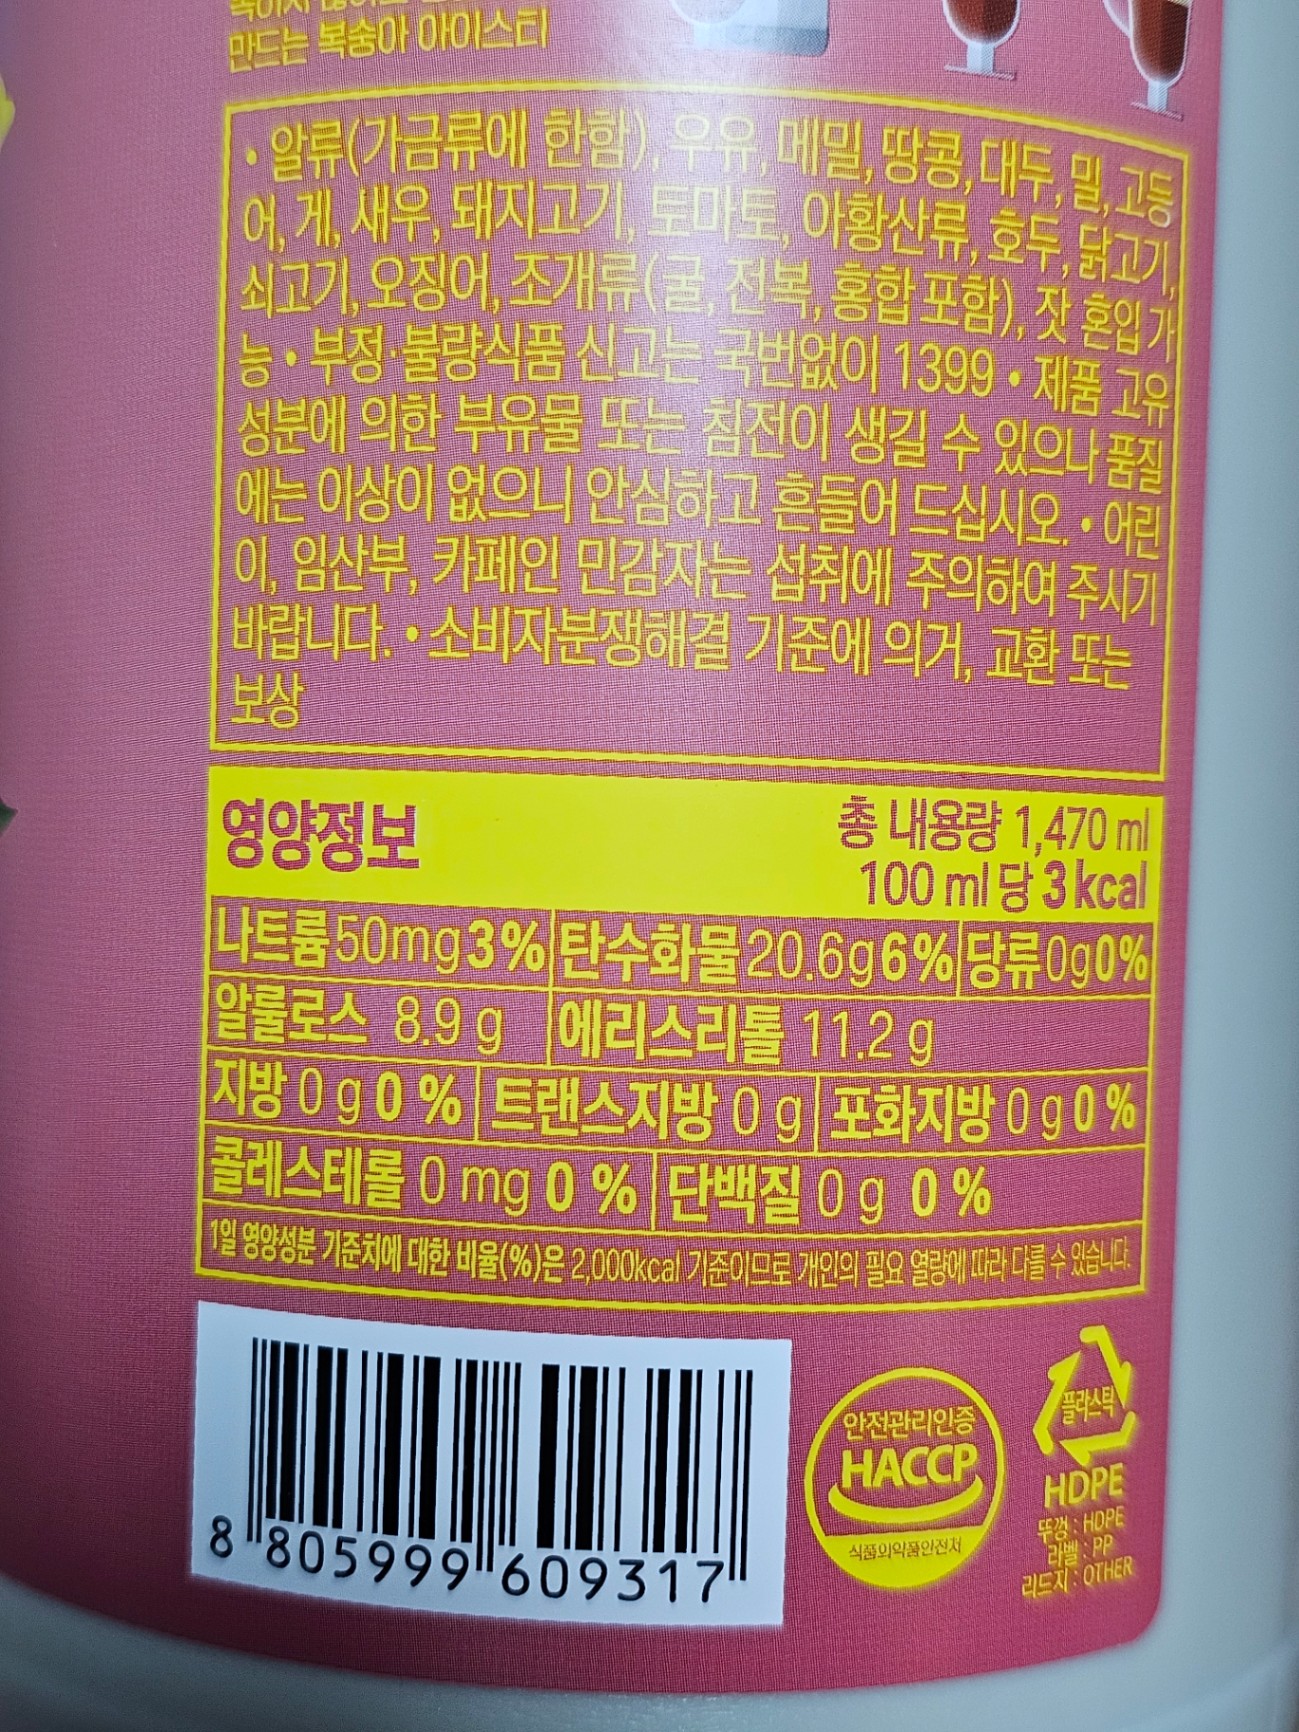 만드는 복숭아 아이스티
• 알류(가금류에 한함), 우유, 메밀, 땅콩, 대두, 밀, 고등
어, 게, 새우, 돼지고기, 토마토, 아황산류, 호두, 닭고기,
쇠고기, 오징어, 조개류(굴, 전복, 홍합 포함), 잣 혼입 가
능 • 부정·불량식품 신고는 국번없이 1399 • 제품 고유
성분에 의한 부유물 또는 침전이 생길 수 있으나 품질
에는 이상이 없으니 안심하고 흔들어 드십시오. • 어린
이, 임산부, 카페인 민감자는 섭취에 주의하여 주시기
바랍니다. • 소비자분쟁해결 기준에 의거, 교환 또는
보상
영양정보
총 내용량 1,470 ml
100 ml 당 3 kcal
나트륨 50mg 3% 탄수화물 20.6g 6% 당류 0g 0%
알룰로스 8.9 g 에리스리톨 11.2 g
지방 0 g 0 % 트랜스지방 0 g 포화지방 0 g 0 %
콜레스테롤 0 mg 0 % 단백질 0 g 0 %
1일 영양성분 기준치에 대한 비율(%)은 2,000kcal 기준이므로 개인의 필요 열량에 따라 다를 수 있습니다.
8 805999 609317
안전관리인증
HACCP
식품의약품안전처
플라스틱
HDPE
뚜껑 : HDPE
라벨 : PP
리드지 : OTHER